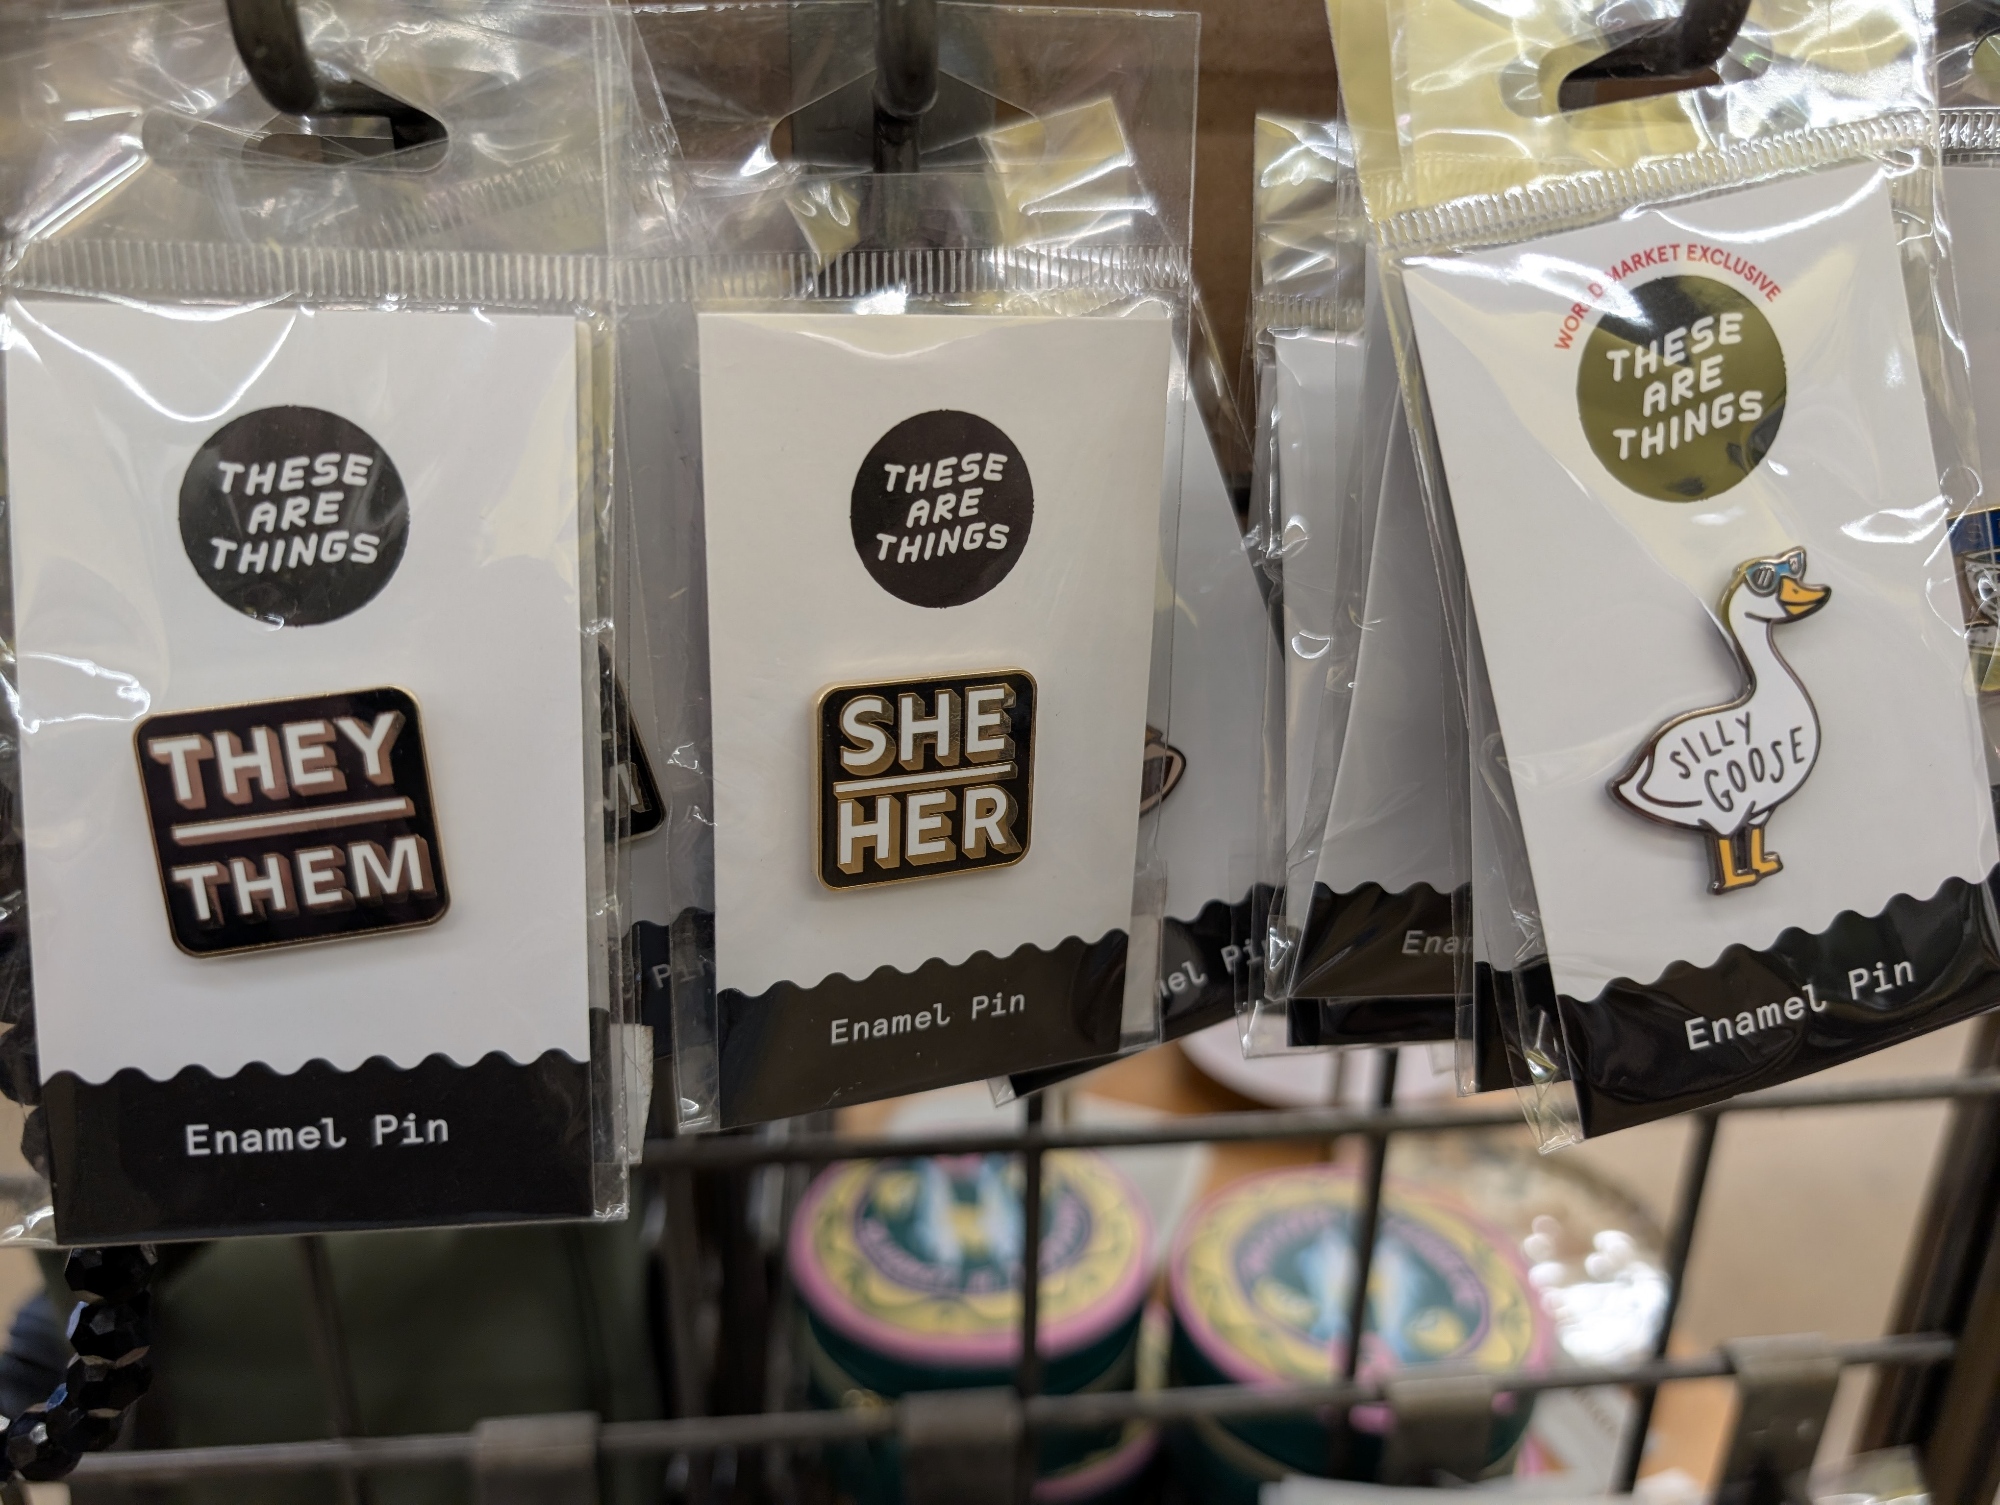 THESE
ARE
THINGS
THEY
THEM
Enamel Pin
THESE
ARE
THINGS
SHE
HER
Enamel Pin
WORLD MARKET EXCLUSIVE
THESE
ARE
THINGS
SILLY
GOOSE
Enamel Pin